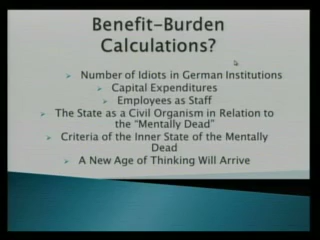 Benefit-Burden
Calculations?
Number of Idiots in German Institutions
Capital Expenditures
Employees as Staff
The State as a Civil Organism in Relation to
the “Mentally Dead”
Criteria of the Inner State of the Mentally
Dead
A New Age of Thinking Will Arrive